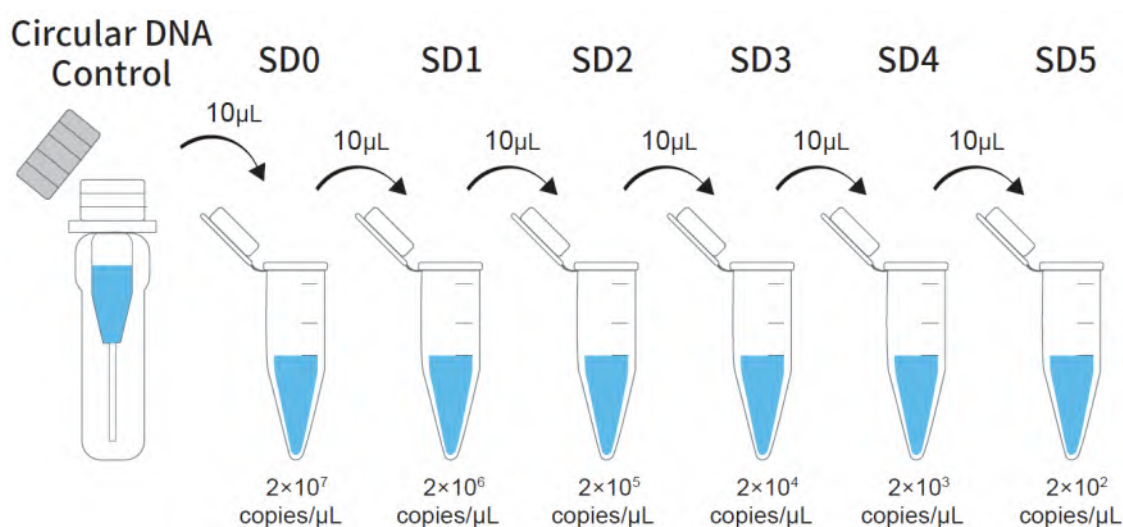 Circular DNA
Control
SD0
SD1
SD2
SD3
SD4
SD5
10µL
10µL
10µL
10µL
10µL
10µL
2×10⁷
copies/µL
2×10⁶
copies/µL
2×10⁵
copies/µL
2×10⁴
copies/µL
2×10³
copies/µL
2×10²
copies/µL